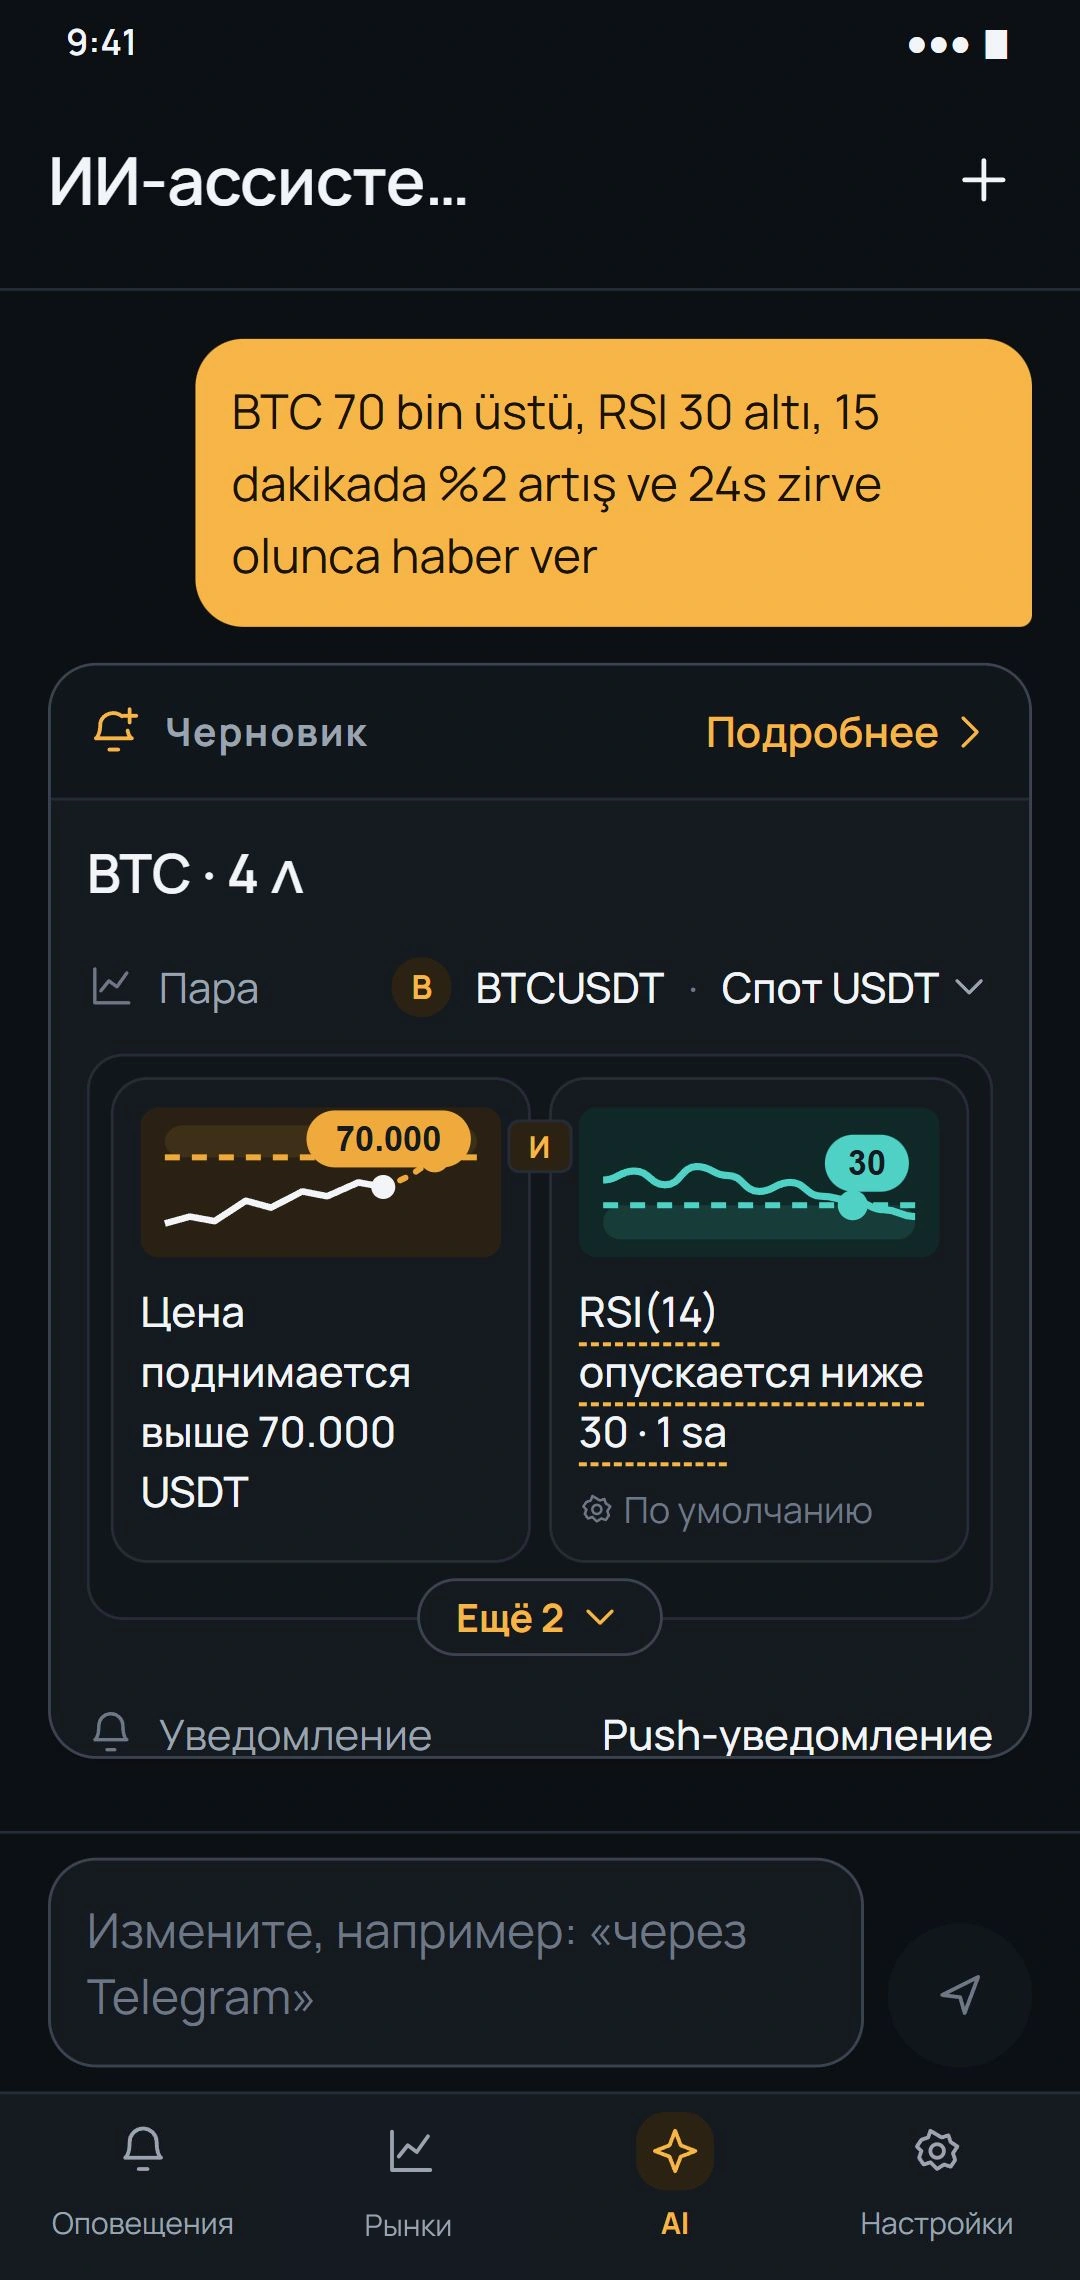 9:41
ИИ-ассисте...
BTC 70 bin üstü, RSI 30 altı, 15
dakikada %2 artış ve 24s zirve
olunca haber ver
Черновик
Подробнее
BTC · 4 ʌ
Пара
B
BTCUSDT · Спот USDT
70.000
И
30
Цена
поднимается
выше 70.000
USDT
RSI(14)
опускается ниже
30 · 1 sa
По умолчанию
Ещё 2
Уведомление
Push-уведомление
Измените, например: «через
Telegram»
Оповещения
Рынки
AI
Настройки